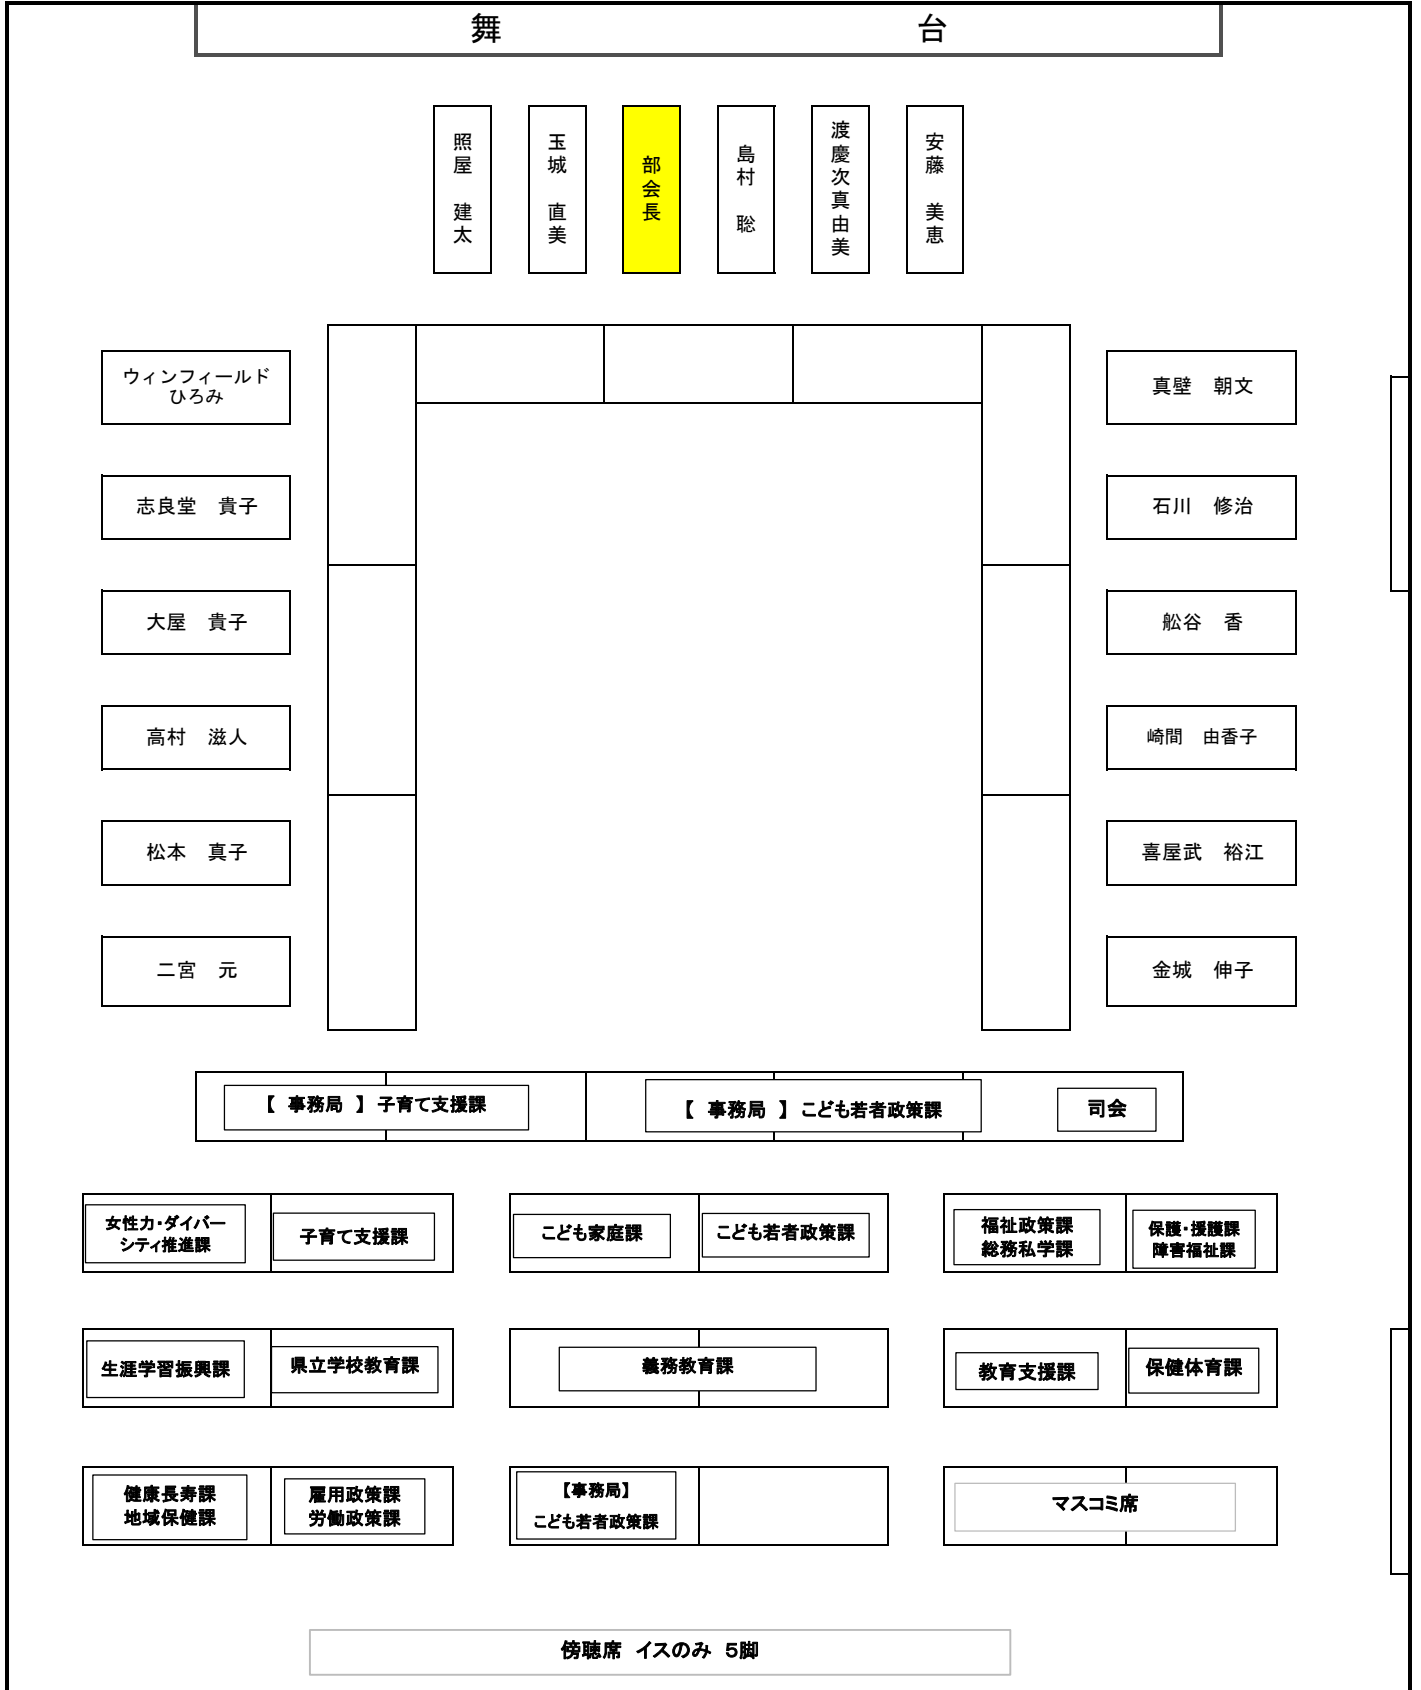 舞　台
照屋　建太
玉城　直美
部会長
島村　聡
渡慶次真由美
安藤　美恵
ウィンフィールド
ひろみ
真壁　朝文
志良堂　貴子
石川　修治
大屋　貴子
舩谷　香
高村　滋人
崎間　由香子
松本　真子
喜屋武　裕江
二宮　元
金城　伸子
【 事務局 】子育て支援課
【 事務局 】こども若者政策課
司会
女性力・ダイバー
シティ推進課
子育て支援課
こども家庭課
こども若者政策課
福祉政策課
総務私学課
保護・援護課
障害福祉課
生涯学習振興課
県立学校教育課
義務教育課
教育支援課
保健体育課
健康長寿課
地域保健課
雇用政策課
労働政策課
【事務局】
こども若者政策課
マスコミ席
傍聴席 イスのみ 5脚